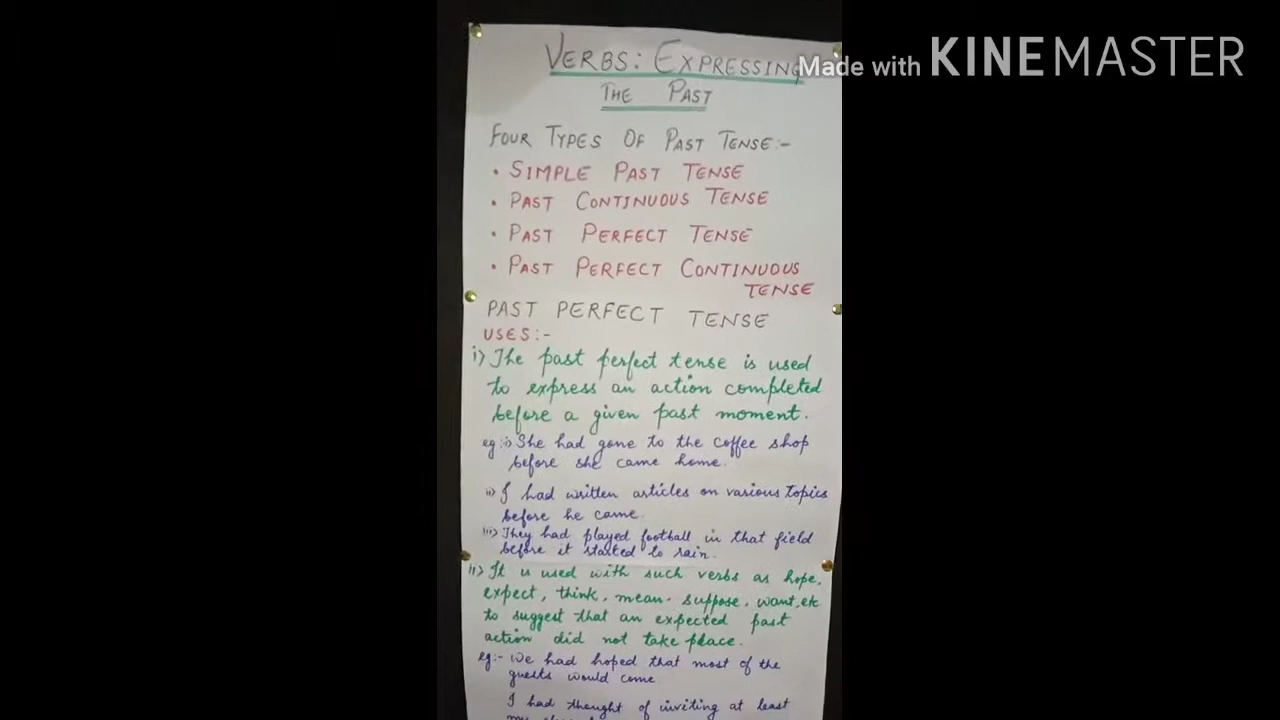 VERBS: EXPRESSING
THE PAST
Made with KINEMASTER
FOUR TYPES OF PAST TENSE:-
• SIMPLE PAST TENSE
• PAST CONTINUOUS TENSE
• PAST PERFECT TENSE
• PAST PERFECT CONTINUOUS
TENSE
PAST PERFECT TENSE
USES:-
i) The past perfect tense is used
to express an action completed
before a given past moment.
eg:i) She had gone to the coffee shop
before she came home.
ii) I had written articles on various topics
before he came.
iii) They had played football in that field
before it started to rain.
ii) It is used with such verbs as hope,
expect, think, mean, suppose, want, etc
to suggest that an expected past
action did not take place.
eg:- We had hoped that most of the
guests would come
I had thought of inviting at least